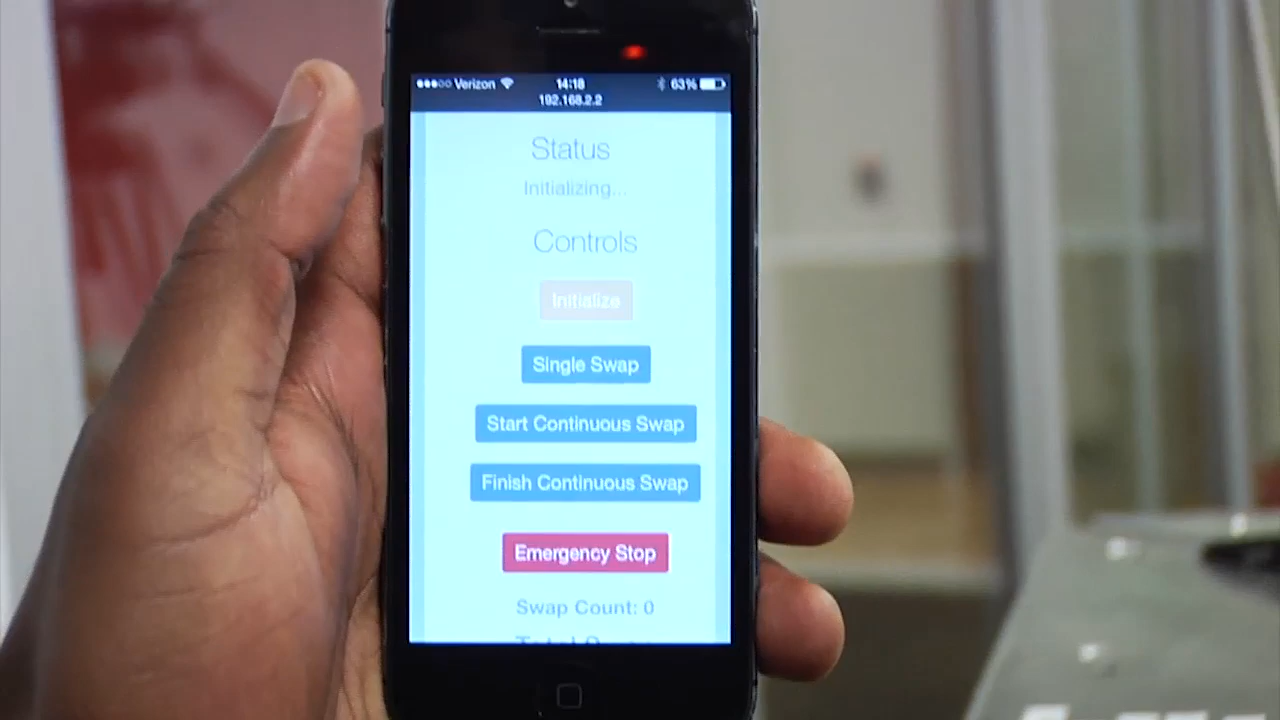 Verizon 14:18 63%
192.168.2.2
Status
Initializing...
Controls
Initialize
Single Swap
Start Continuous Swap
Finish Continuous Swap
Emergency Stop
Swap Count: 0